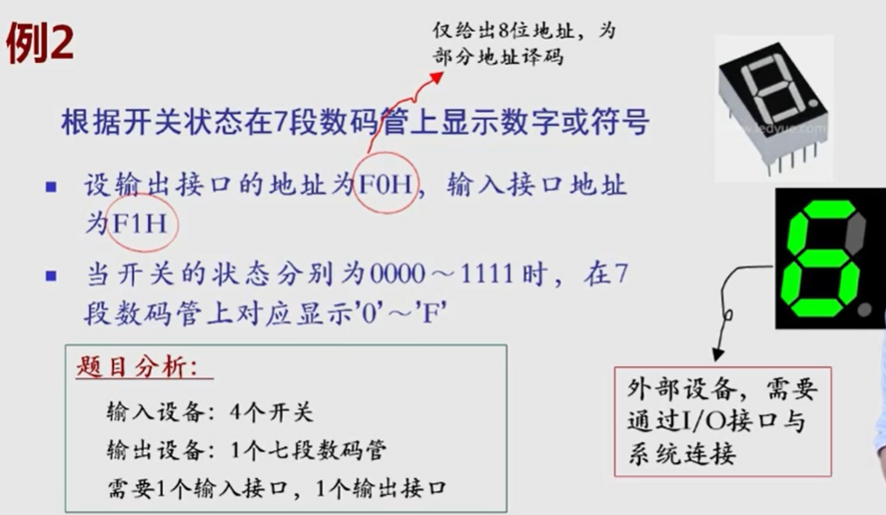 例2
仅给出8位地址，为
部分地址译码
根据开关状态在7段数码管上显示数字或符号
■ 设输出接口的地址为F0H，输入接口地址
为F1H
■ 当开关的状态分别为0000～1111时，在7
段数码管上对应显示'0'～'F'
题目分析：
输入设备：4个开关
输出设备：1个七段数码管
需要1个输入接口，1个输出接口
外部设备，需要
通过I/O接口与
系统连接